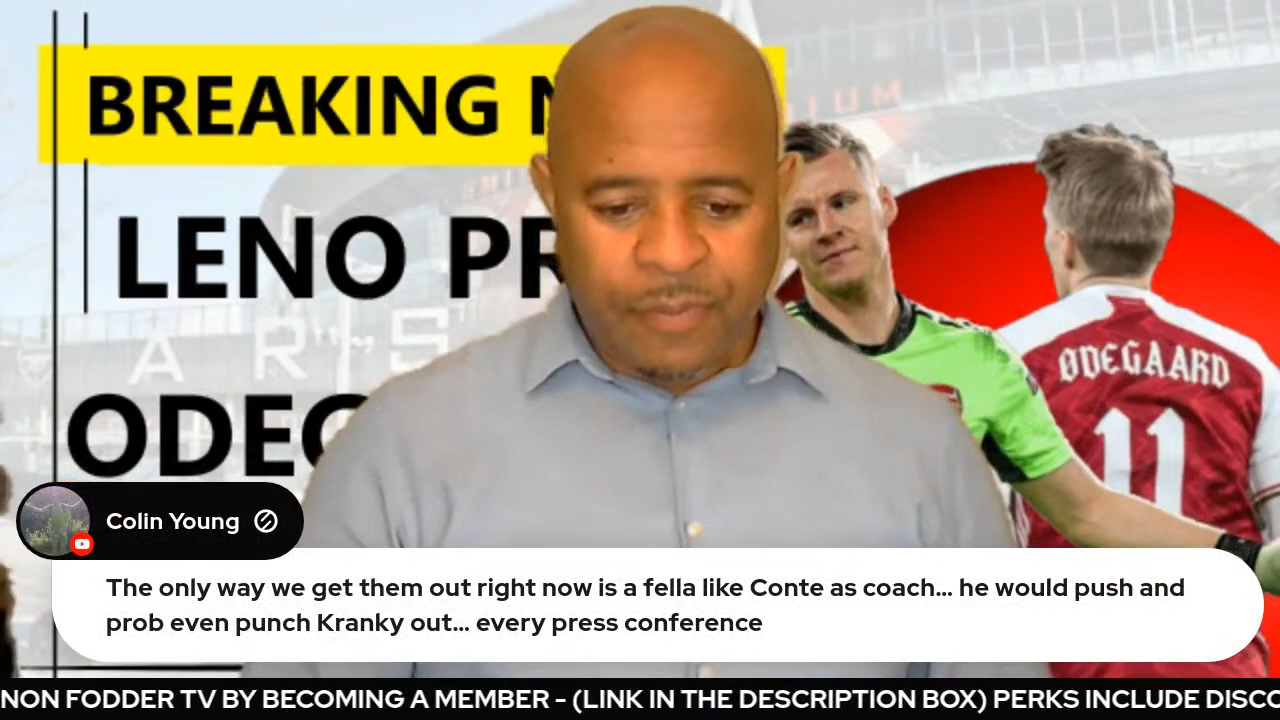 BREAKING N
LENO PR
ARS
ODEG
ØDEGAARD
11
Colin Young
The only way we get them out right now is a fella like Conte as coach... he would push and
prob even punch Kranky out... every press conference
NON FODDER TV BY BECOMING A MEMBER - (LINK IN THE DESCRIPTION BOX) PERKS INCLUDE DISCO